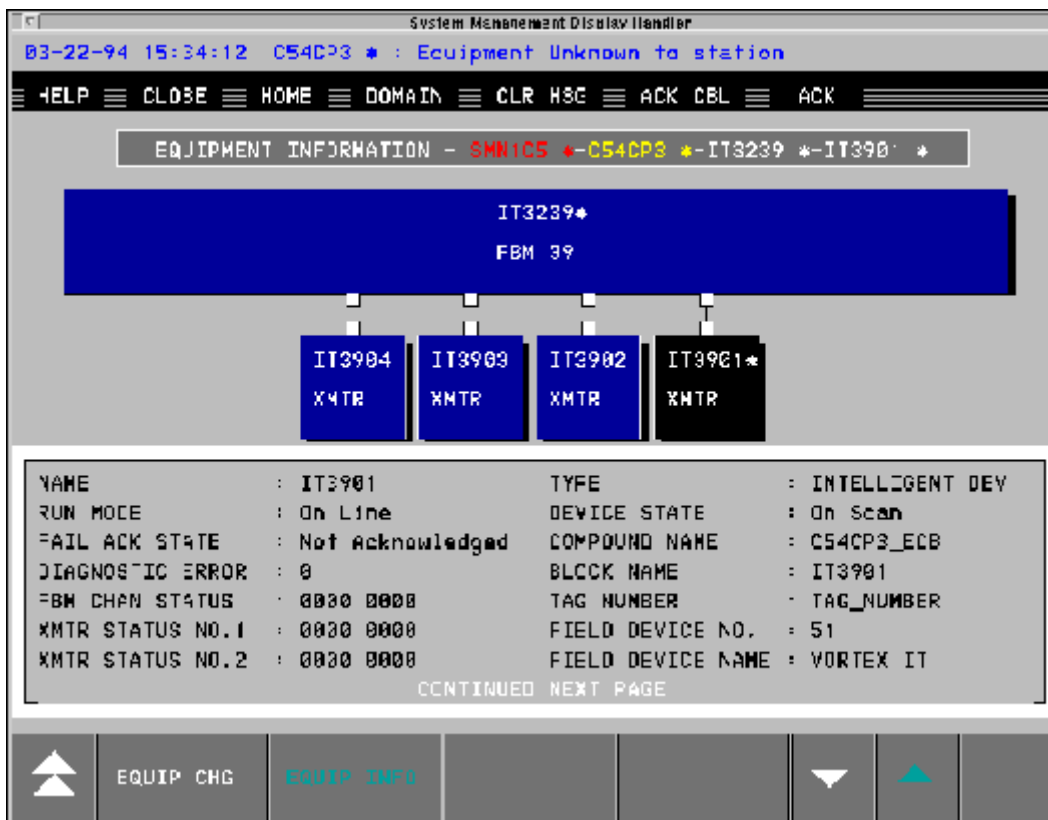 System Management Display Handler
03-22-94 15:34:12 C54CP3 * : Equipment Unknown to station
HELP CLOSE HOME DOMAIN CLR MSG ACK CBL ACK
EQUIPMENT INFORMATION - SMN1C5 *-C54CP3 *-IT3239 *-IT3901 *
IT3239*
FBM 39
IT3904 IT3903 IT3902 IT3901*
XMTR XMTR XMTR XMTR
NAME : IT3901 TYPE : INTELLIGENT DEV
RUN MODE : On Line DEVICE STATE : On Scan
FAIL ACK STATE : Not Acknowledged COMPOUND NAME : C54CP3_ECB
DIAGNOSTIC ERROR : 0 BLOCK NAME : IT3901
FBM CHAN STATUS : 0000 0000 TAG NUMBER : TAG_NUMBER
XMTR STATUS NO.1 : 0000 0000 FIELD DEVICE NO. : 51
XMTR STATUS NO.2 : 0000 0000 FIELD DEVICE NAME : VORTEX IT
CONTINUED NEXT PAGE
EQUIP CHG EQUIP INFO